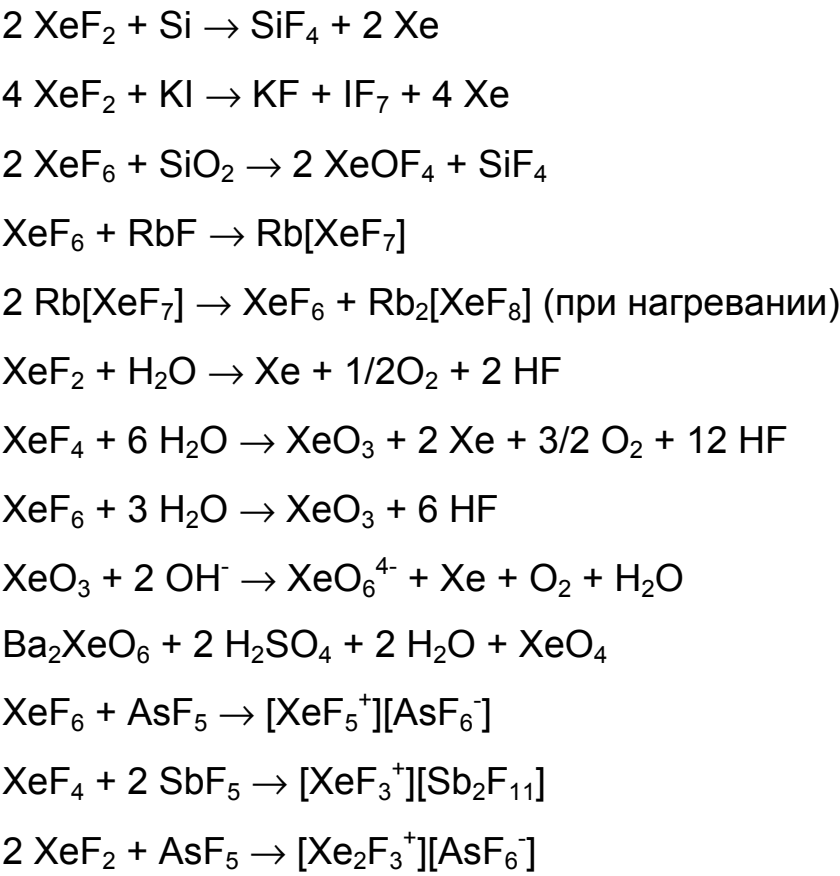 2 XeF₂ + Si → SiF₄ + 2 Xe
4 XeF₂ + KI → KF + IF₇ + 4 Xe
2 XeF₆ + SiO₂ → 2 XeOF₄ + SiF₄
XeF₆ + RbF → Rb[XeF₇]
2 Rb[XeF₇] → XeF₆ + Rb₂[XeF₈] (при нагревании)
XeF₂ + H₂O → Xe + 1/2O₂ + 2 HF
XeF₄ + 6 H₂O → XeO₃ + 2 Xe + 3/2 O₂ + 12 HF
XeF₆ + 3 H₂O → XeO₃ + 6 HF
XeO₃ + 2 OH⁻ → XeO₆⁴⁻ + Xe + O₂ + H₂O
Ba₂XeO₆ + 2 H₂SO₄ + 2 H₂O + XeO₄
XeF₆ + AsF₅ → [XeF₅⁺][AsF₆⁻]
XeF₄ + 2 SbF₅ → [XeF₃⁺][Sb₂F₁₁]
2 XeF₂ + AsF₅ → [Xe₂F₃⁺][AsF₆⁻]